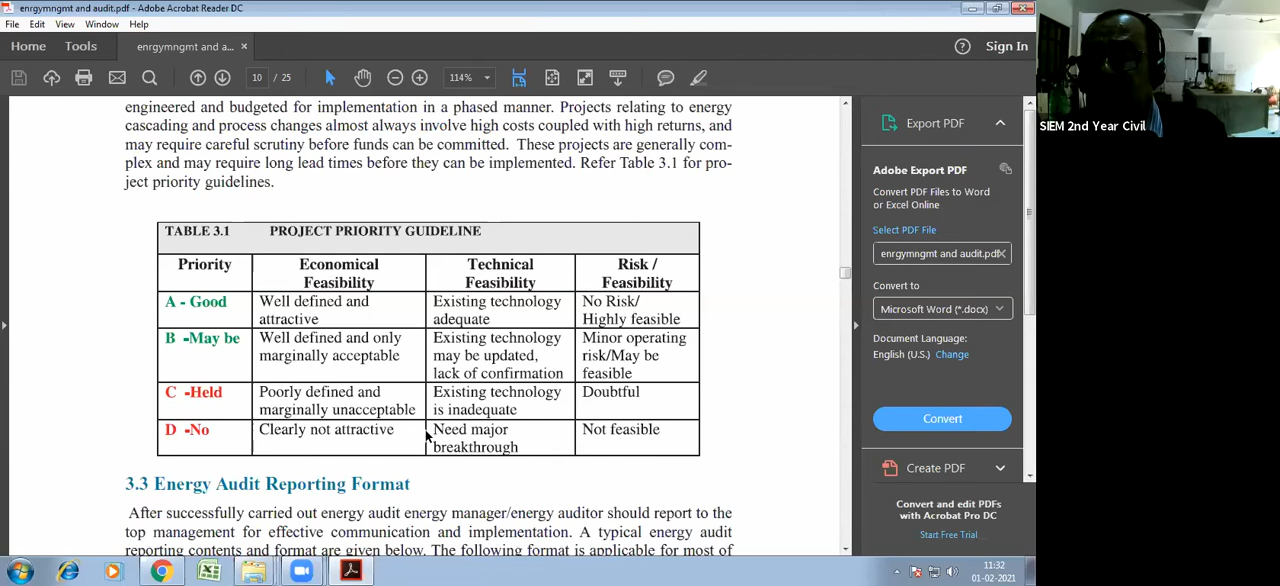 enrgymngmt and audit.pdf - Adobe Acrobat Reader DC
File Edit View Window Help
Home Tools enrgymngmt and a... × Sign In
10 / 25 114%
engineered and budgeted for implementation in a phased manner. Projects relating to energy
cascading and process changes almost always involve high costs coupled with high returns, and
may require careful scrutiny before funds can be committed. These projects are generally com-
plex and may require long lead times before they can be implemented. Refer Table 3.1 for pro-
ject priority guidelines.
TABLE 3.1 PROJECT PRIORITY GUIDELINE
Priority Economical Feasibility Technical Feasibility Risk / Feasibility
A - Good Well defined and attractive Existing technology adequate No Risk/ Highly feasible
B -May be Well defined and only marginally acceptable Existing technology may be updated, lack of confirmation Minor operating risk/May be feasible
C -Held Poorly defined and marginally unacceptable Existing technology is inadequate Doubtful
D -No Clearly not attractive Need major breakthrough Not feasible
3.3 Energy Audit Reporting Format
After successfully carried out energy audit energy manager/energy auditor should report to the
top management for effective communication and implementation. A typical energy audit
reporting contents and format are given below. The following format is applicable for most of
Export PDF
Adobe Export PDF
Convert PDF Files to Word
or Excel Online
Select PDF File
enrgymngmt and audit.pdf
Convert to
Microsoft Word (*.docx)
Document Language:
English (U.S.) Change
Convert
Create PDF
Convert and edit PDFs
with Acrobat Pro DC
Start Free Trial
SIEM 2nd Year Civil
11:32
01-02-2021